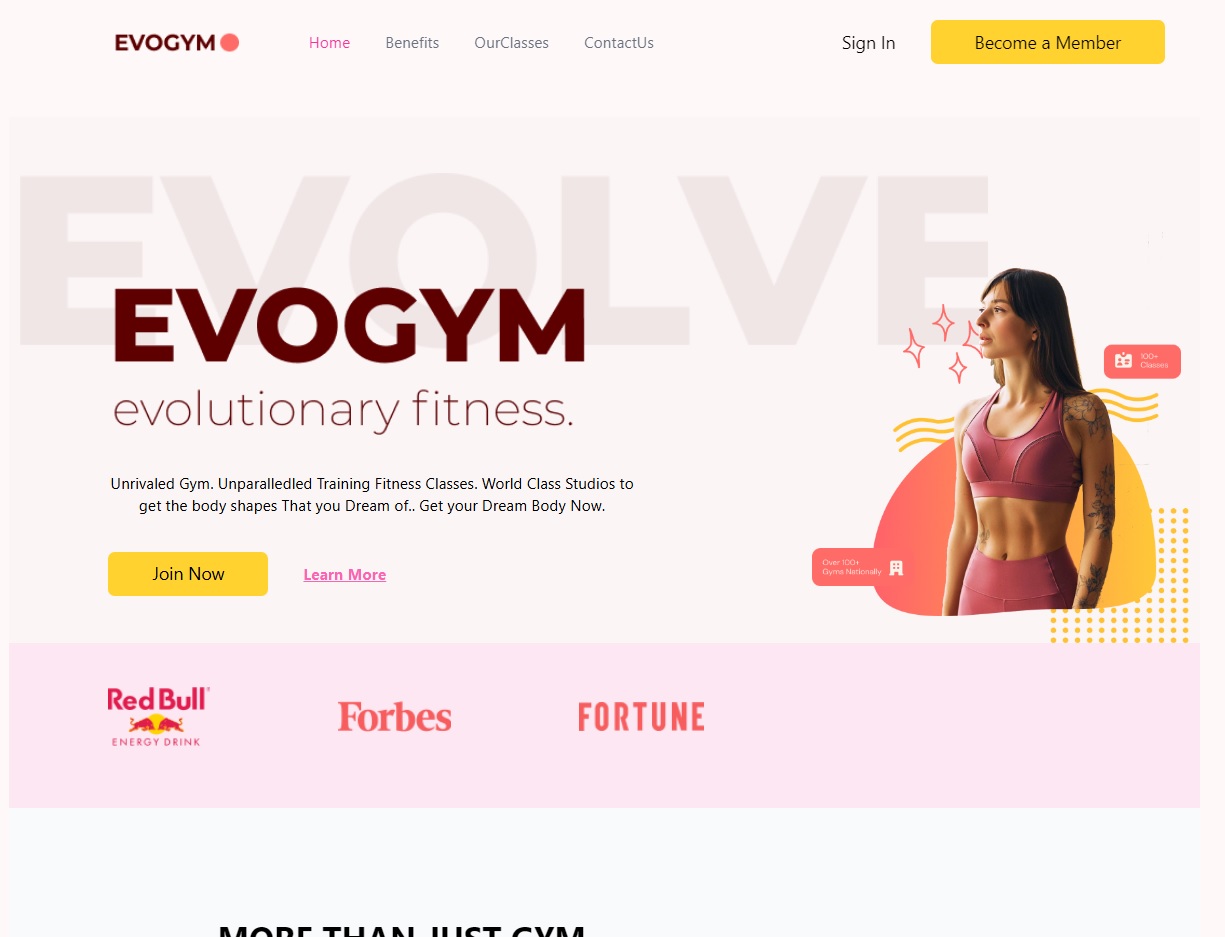 EVOGYM
Home
Benefits
OurClasses
ContactUs
Sign In
Become a Member
EVOLVE
EVOGYM
evolutionary fitness.
100+
Classes
Unrivaled Gym. Unparalledled Training Fitness Classes. World Class Studios to
get the body shapes That you Dream of.. Get your Dream Body Now.
Over 100+
Gyms Nationally
Join Now
Learn More
Red Bull
ENERGY DRINK
Forbes
FORTUNE
MORE THAN JUST GYM